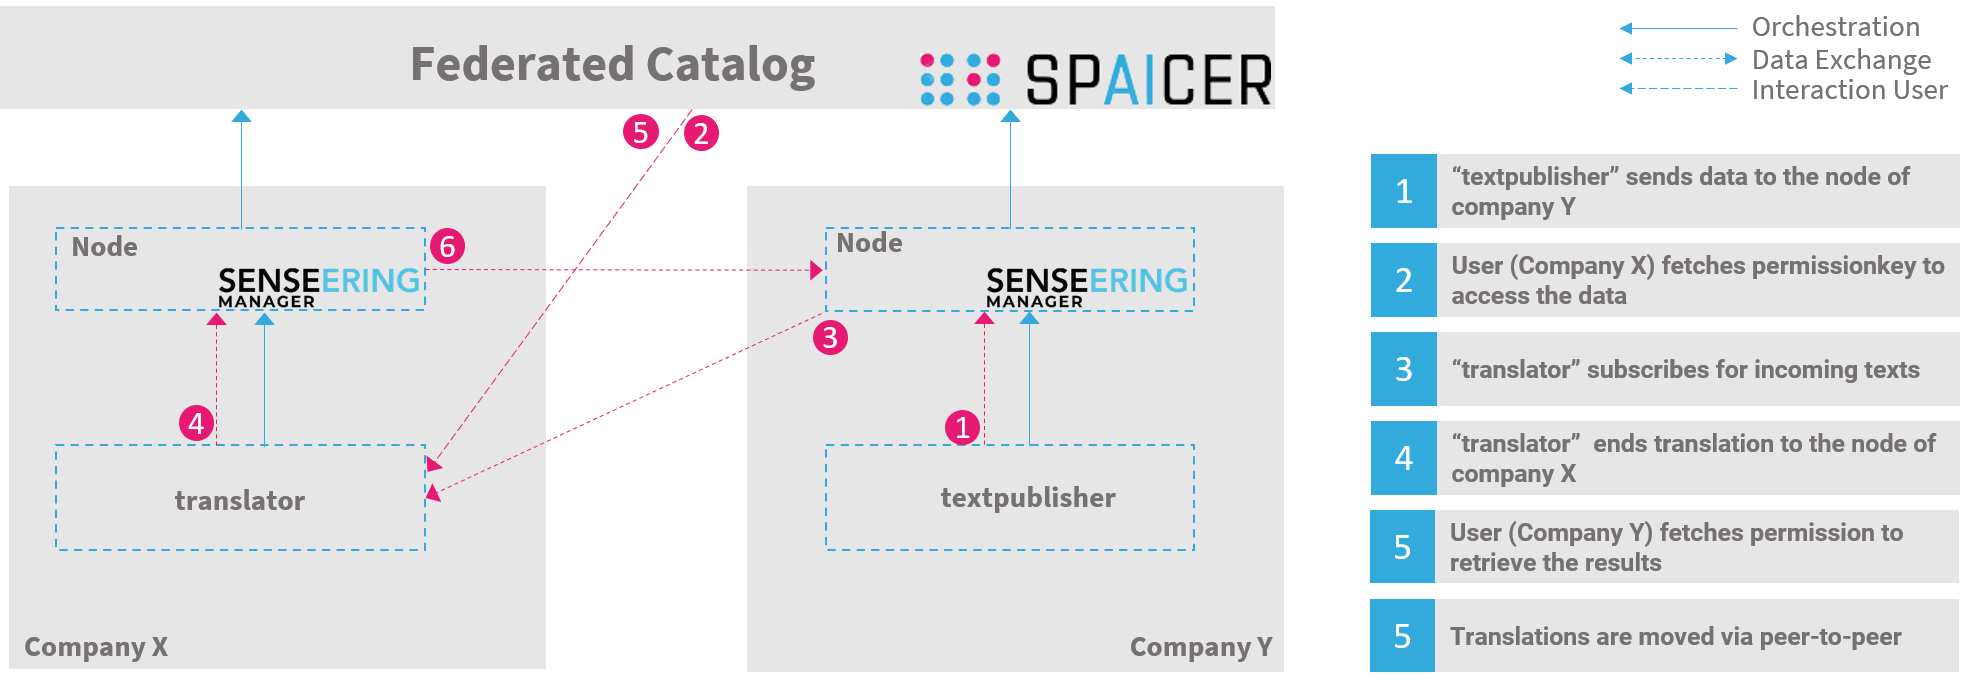 Federated Catalog
SPAICER
5
2
Node
6
SENSEERING
MANAGER
Node
SENSEERING
MANAGER
3
4
1
translator
textpublisher
Company X
Company Y
Orchestration
Data Exchange
Interaction User
1
“textpublisher” sends data to the node of
company Y
2
User (Company X) fetches permissionkey to
access the data
3
“translator” subscribes for incoming texts
4
“translator”  ends translation to the node of
company X
5
User (Company Y) fetches permission to
retrieve the results
5
Translations are moved via peer-to-peer